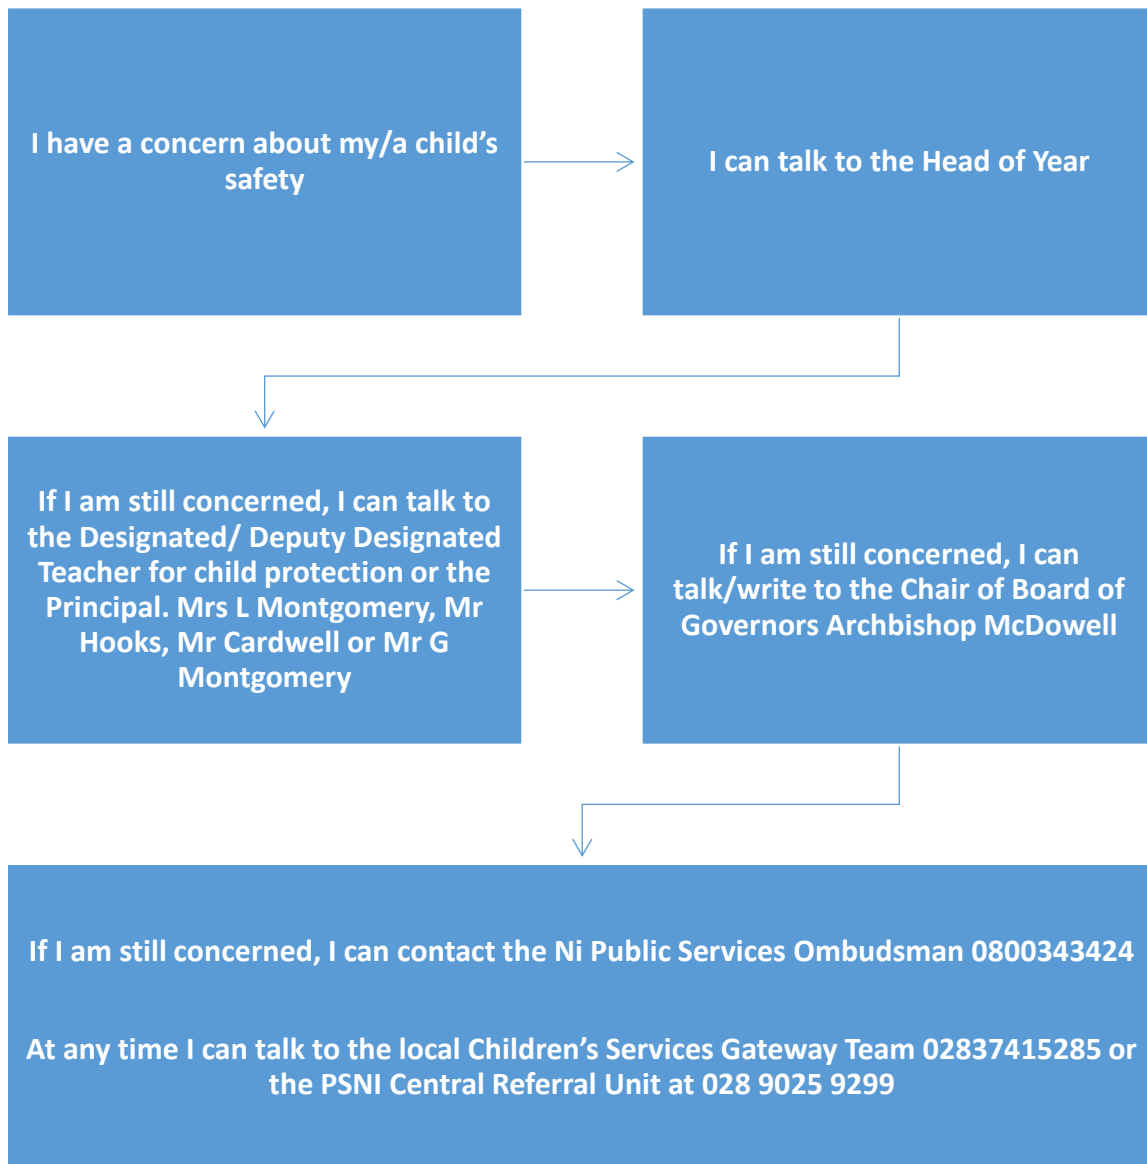 I have a concern about my/a child’s
safety
I can talk to the Head of Year
If I am still concerned, I can talk to
the Designated/ Deputy Designated
Teacher for child protection or the
Principal. Mrs L Montgomery, Mr
Hooks, Mr Cardwell or Mr G
Montgomery
If I am still concerned, I can
talk/write to the Chair of Board of
Governors Archbishop McDowell
If I am still concerned, I can contact the Ni Public Services Ombudsman 0800343424
At any time I can talk to the local Children’s Services Gateway Team 02837415285 or
the PSNI Central Referral Unit at 028 9025 9299